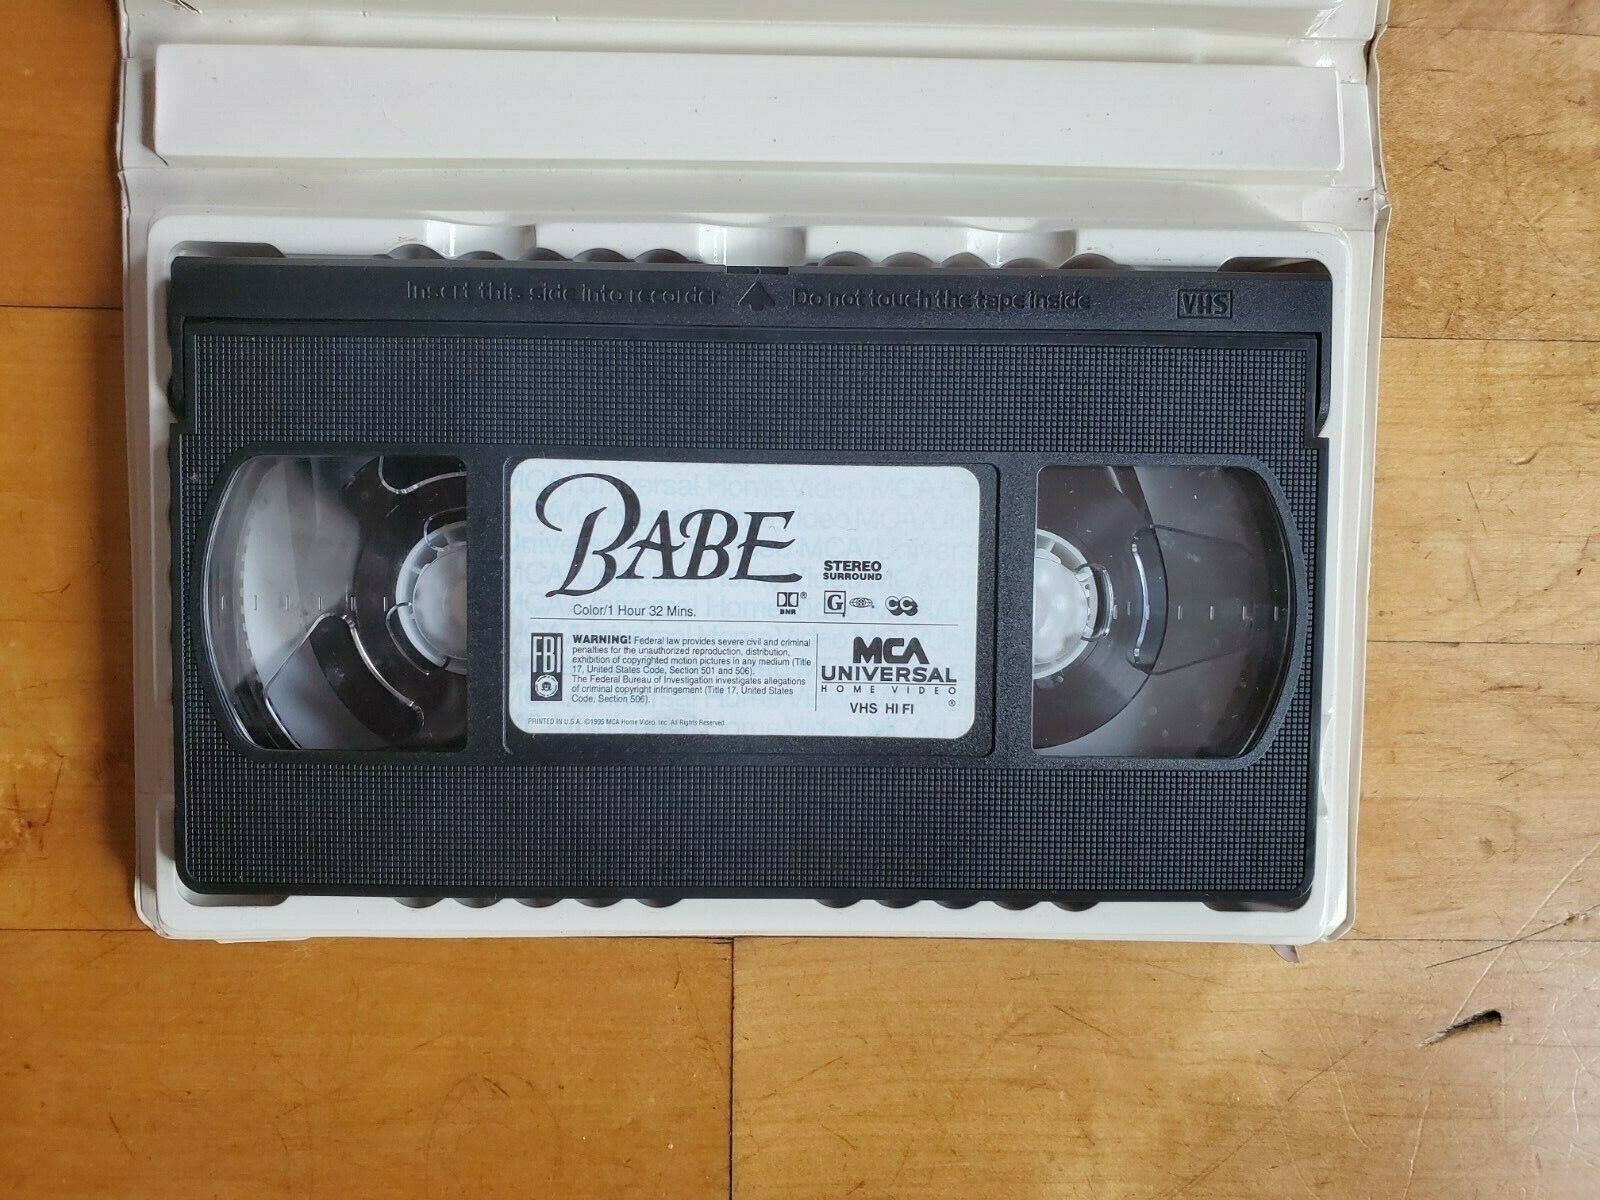 Insert this side into recorder Do not touch the tape inside VHS
BABE
STEREO
SURROUND
Color/1 Hour 32 Mins.
BNR
G
CC
FBI
WARNING! Federal law provides severe civil and criminal
penalties for the unauthorized reproduction, distribution,
exhibition of copyrighted motion pictures in any medium (Title
17, United States Code, Section 501 and 506).
The Federal Bureau of Investigation investigates allegations
of criminal copyright infringement (Title 17, United States
Code, Section 506).
MCA
UNIVERSAL
HOME VIDEO
®
VHS HI FI
PRINTED IN U.S.A. ©1995 MCA Home Video, Inc. All Rights Reserved